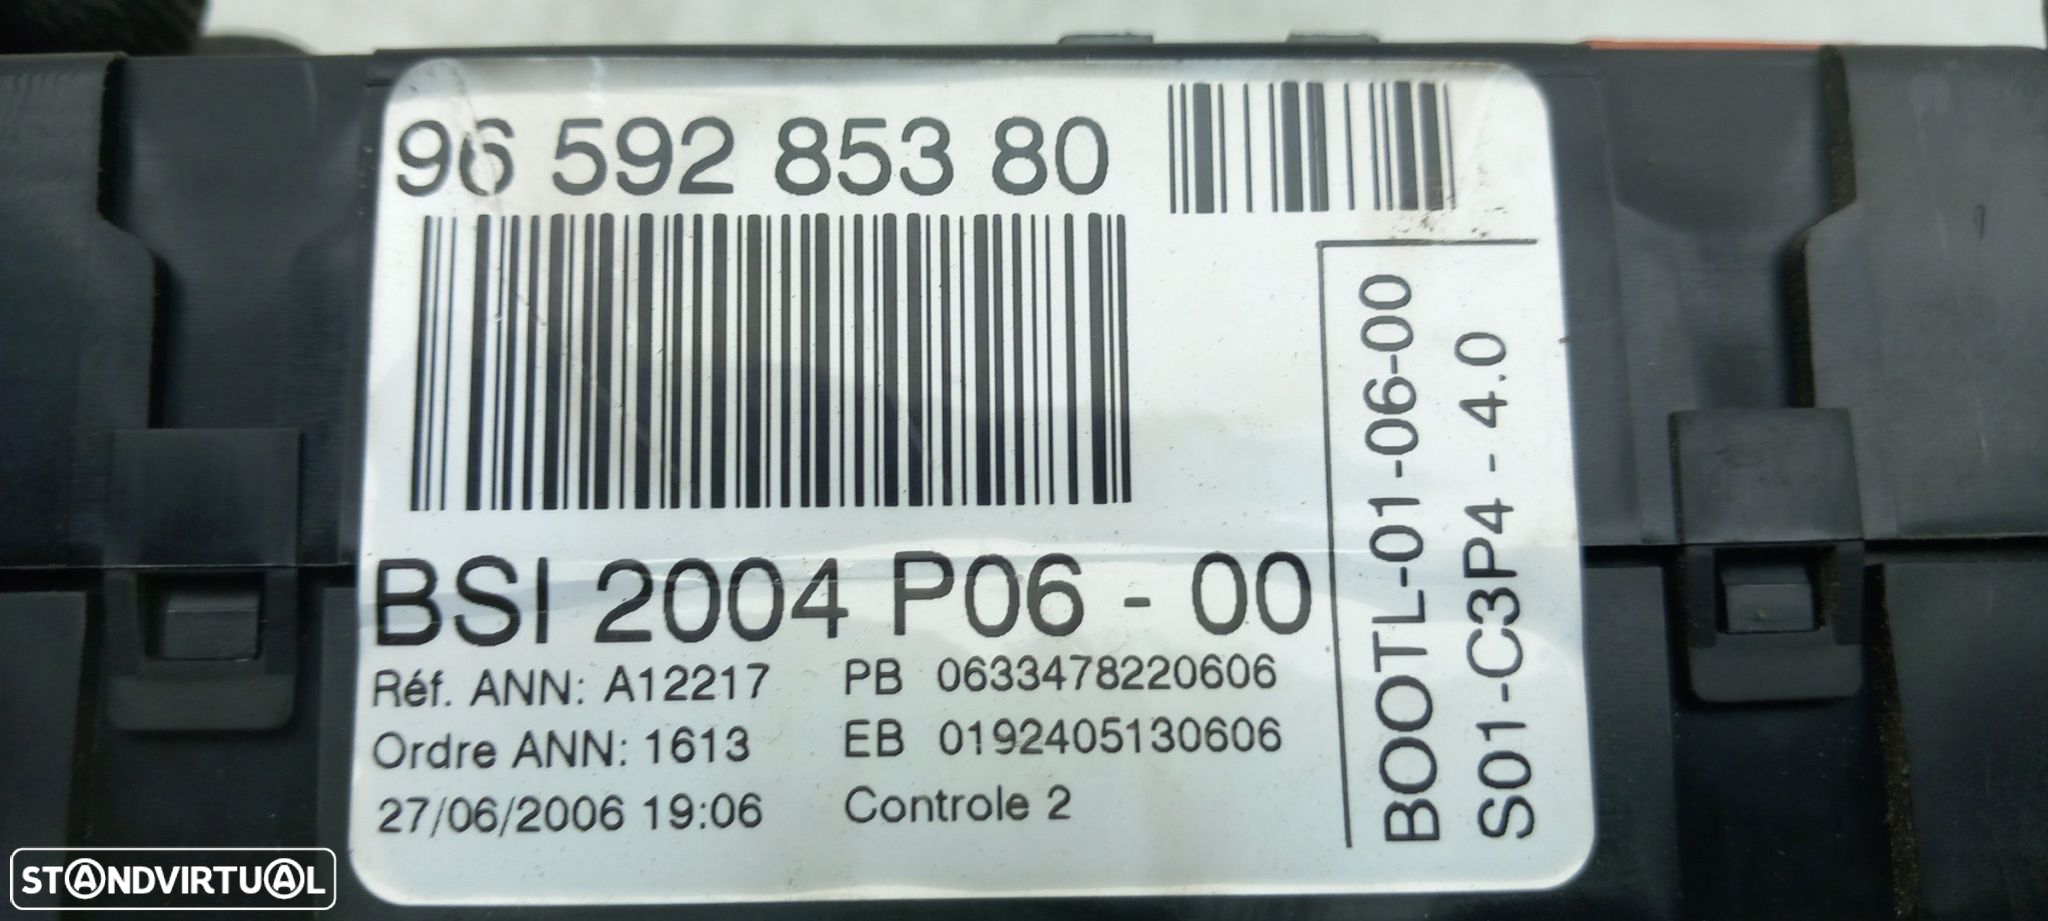 96 592 853 80
BSI 2004 P06 - 00
Réf. ANN: A12217 PB 0633478220606
Ordre ANN: 1613 EB 0192405130606
27/06/2006 19:06 Controle 2
BOOTL-01-06-00
S01-C3P4 - 4.0
STANDVIRTUAL